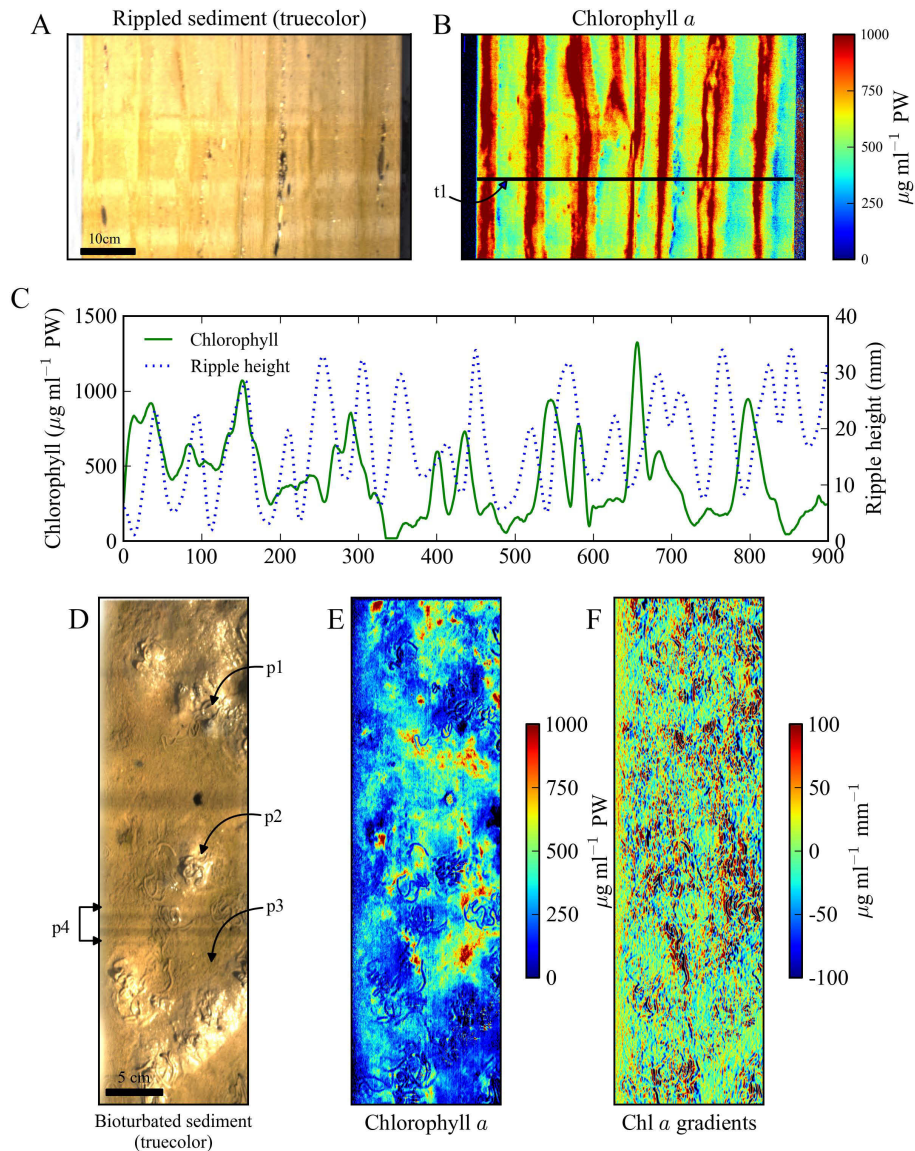 A
Rippled sediment (truecolor)
10cm
B
Chlorophyll a
t1
1000
750
500
250
0
μg ml⁻¹ PW
C
Chlorophyll (μg ml⁻¹ PW)
1500
1000
500
0
Chlorophyll
Ripple height
40
30
20
10
0
Ripple height (mm)
0 100 200 300 400 500 600 700 800 900
D
p1
p2
p3
p4
5 cm
Bioturbated sediment
(truecolor)
E
1000
750
500
250
0
μg ml⁻¹ PW
Chlorophyll a
F
100
50
0
-50
-100
μg ml⁻¹ mm⁻¹
Chl a gradients